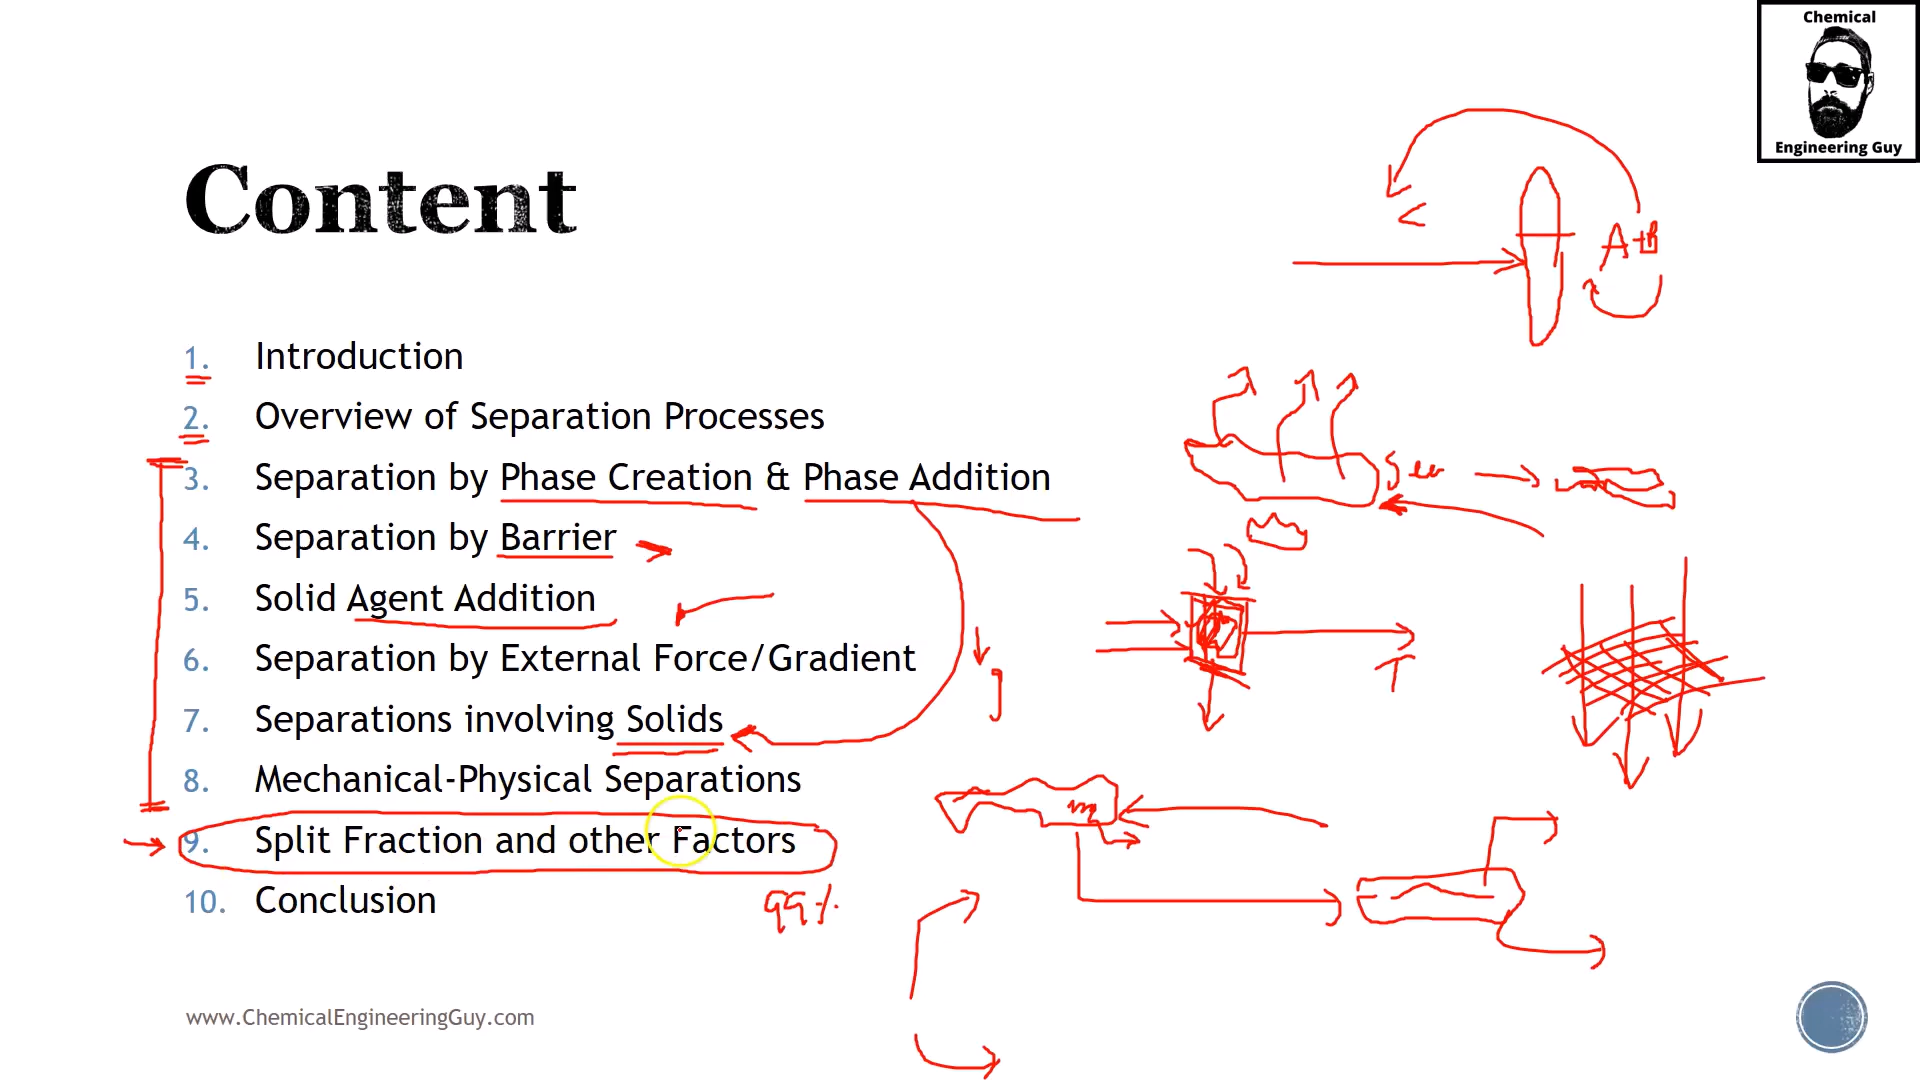 Chemical
Engineering Guy
Content
A+B
1. Introduction
2. Overview of Separation Processes
3. Separation by Phase Creation & Phase Addition
4. Separation by Barrier
5. Solid Agent Addition
6. Separation by External Force/Gradient
7. Separations involving Solids
8. Mechanical-Physical Separations
9. Split Fraction and other Factors
10. Conclusion
99%
www.ChemicalEngineeringGuy.com